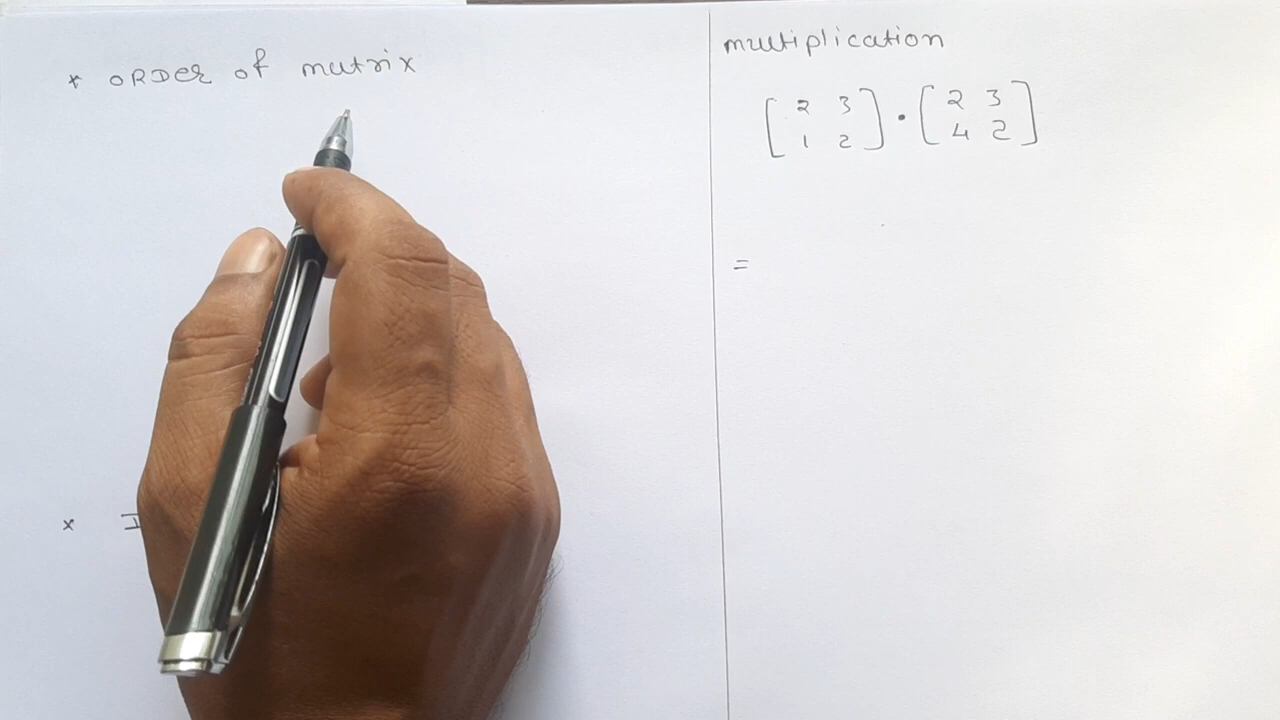 * ORDer of matrix
multiplication
[ 2 3 ] . [ 2 3 ]
[ 1 2 ] [ 4 2 ]
=
*